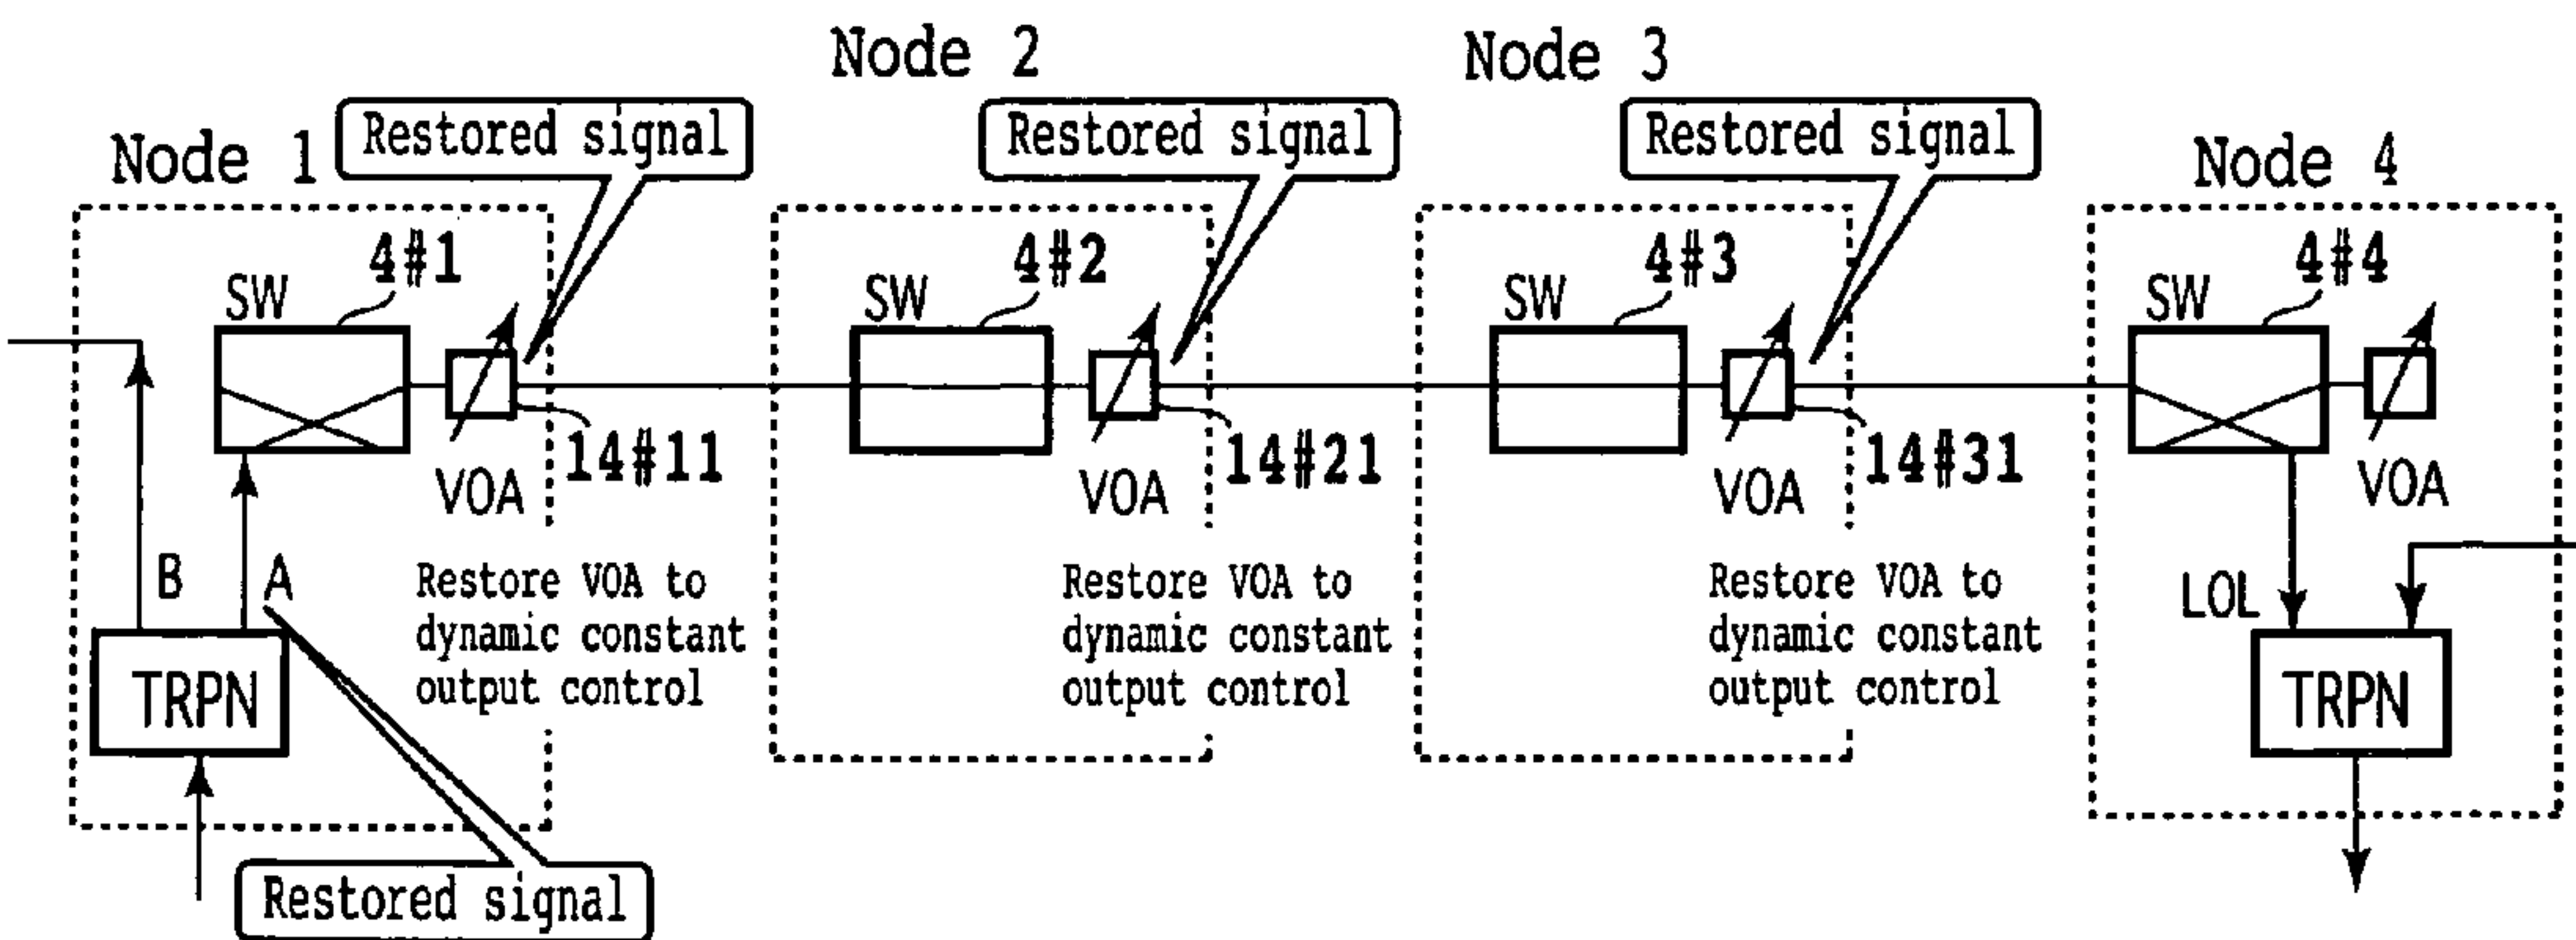 Node 2
Node 3
Restored signal
Restored signal
Restored signal
Node 1
Node 4
4#1
4#2
4#3
4#4
SW
SW
SW
SW
14#11
14#21
14#31
VOA
VOA
VOA
VOA
B
A
Restore VOA to
dynamic constant
output control
Restore VOA to
dynamic constant
output control
Restore VOA to
dynamic constant
output control
LOL
TRPN
TRPN
Restored signal